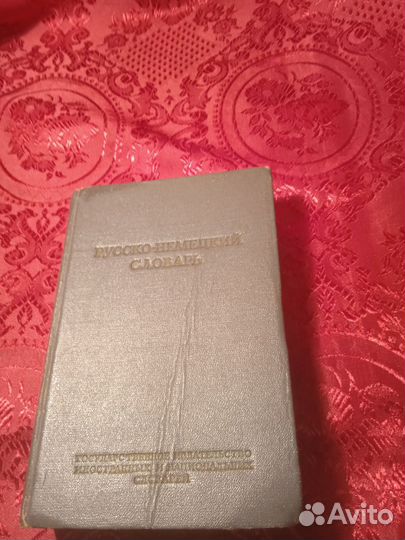 РУССКО-НЕМЕЦКИЙ
СЛОВАРЬ
ГОСУДАРСТВЕННОЕ ИЗДАТЕЛЬСТВО
ИНОСТРАННЫХ И НАЦИОНАЛЬНЫХ
СЛОВАРЕЙ
Avito